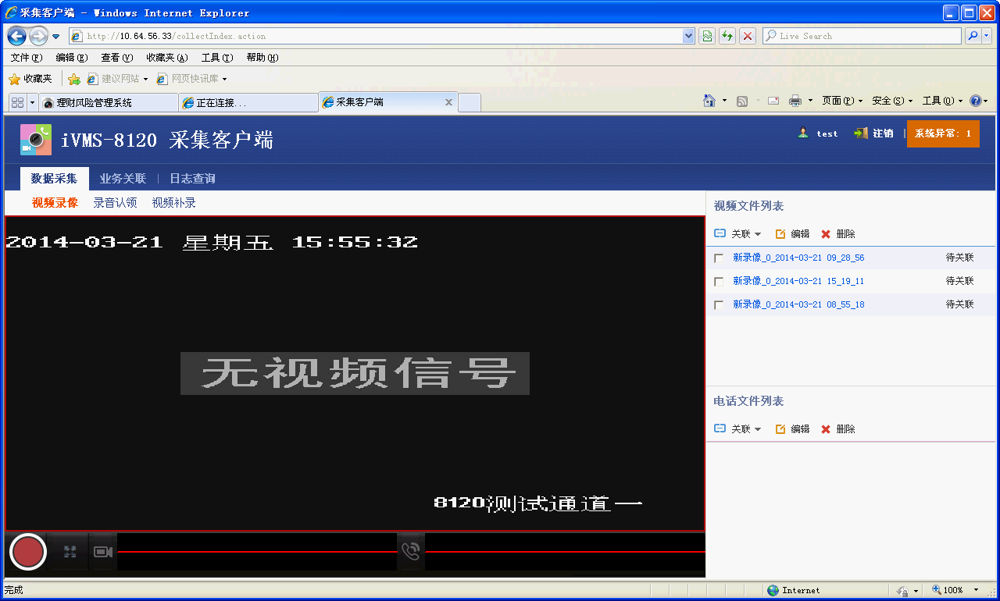 采集客户端 - Windows Internet Explorer
http://10.64.56.33/collectIndex.action
Live Search
文件(F) 编辑(E) 查看(V) 收藏夹(A) 工具(T) 帮助(H)
收藏夹 建议网站 网页快讯库
理财风险管理系统 正在连接... 采集客户端 页面(P) 安全(S) 工具(O)
iVMS-8120 采集客户端 test 注销 | 系统异常: 1
数据采集 业务关联 | 日志查询
视频录像 录音认领 视频补录
2014-03-21 星期五 15:55:32
无视频信号
8120测试通道一
视频文件列表
关联 编辑 删除
新录像_0_2014-03-21 09_28_56 待关联
新录像_0_2014-03-21 15_19_11 待关联
新录像_0_2014-03-21 08_55_18 待关联
电话文件列表
关联 编辑 删除
完成 Internet 100%